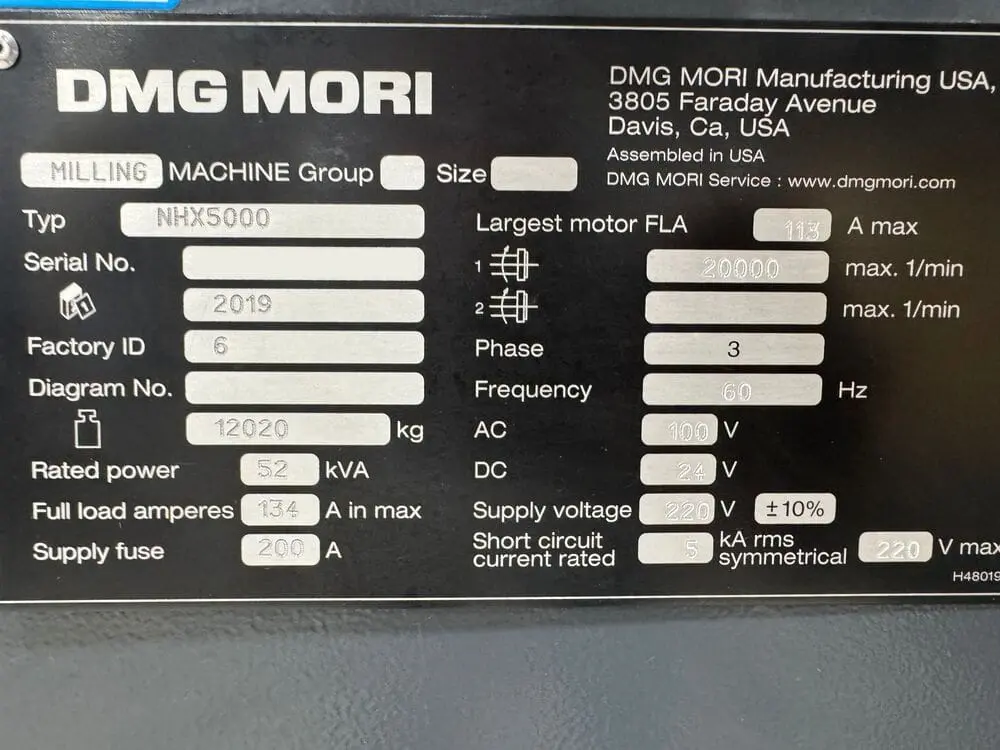 DMG MORI
DMG MORI Manufacturing USA,
3805 Faraday Avenue
Davis, Ca, USA
Assembled in USA
DMG MORI Service : www.dmgmori.com
MILLING MACHINE Group Size
Typ NHX5000
Serial No.
2019
Factory ID 6
Diagram No.
12020 kg
Rated power 52 kVA
Full load amperes 134 A in max
Supply fuse 200 A
Largest motor FLA 113 A max
1 20000 max. 1/min
2 max. 1/min
Phase 3
Frequency 60 Hz
AC 100 V
DC 24 V
Supply voltage 220 V ±10%
Short circuit current rated 5 kA rms symmetrical 220 V max
H48019